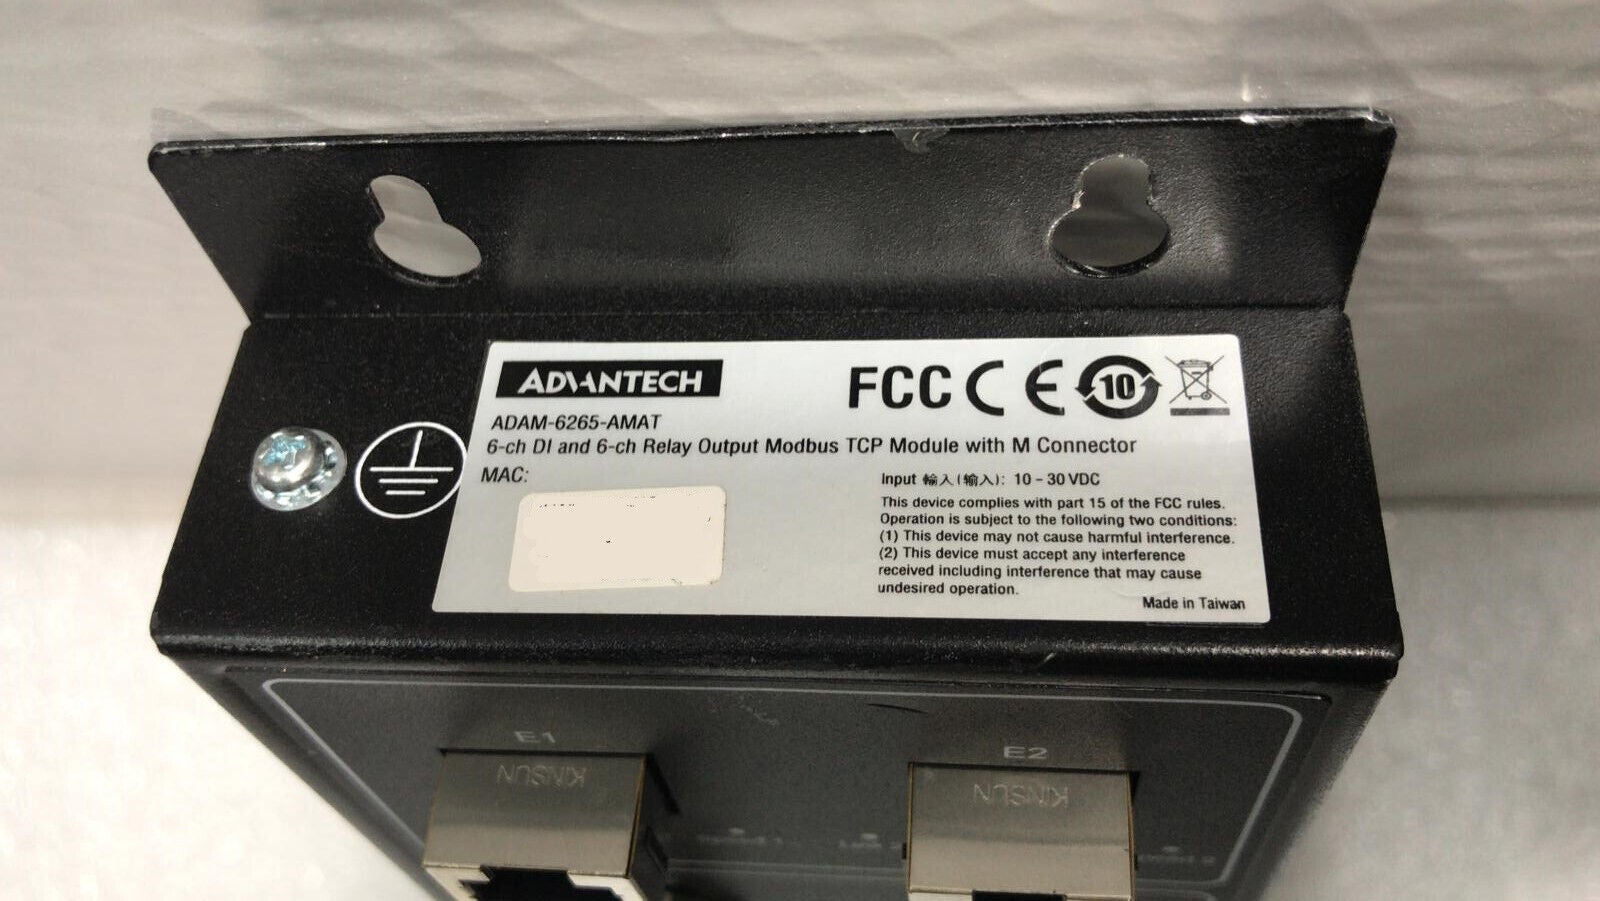 ADVANTECH
FCC CE 10
ADAM-6265-AMAT
6-ch DI and 6-ch Relay Output Modbus TCP Module with M Connector
MAC:
Input 輸入(输入): 10 - 30 VDC
This device complies with part 15 of the FCC rules.
Operation is subject to the following two conditions:
(1) This device may not cause harmful interference.
(2) This device must accept any interference
received including interference that may cause
undesired operation.
Made in Taiwan
E1
E2
KINSUN
KINSUN